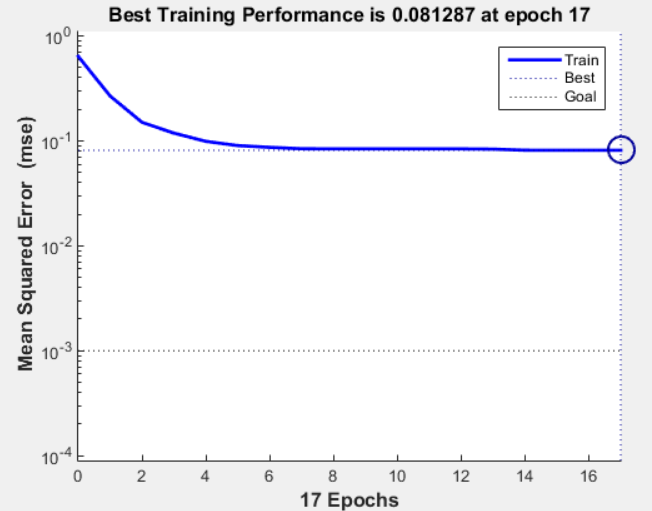 Best Training Performance is 0.081287 at epoch 17
Train
Best
Goal
Mean Squared Error (mse)
10^0
10^-1
10^-2
10^-3
10^-4
0 2 4 6 8 10 12 14 16
17 Epochs